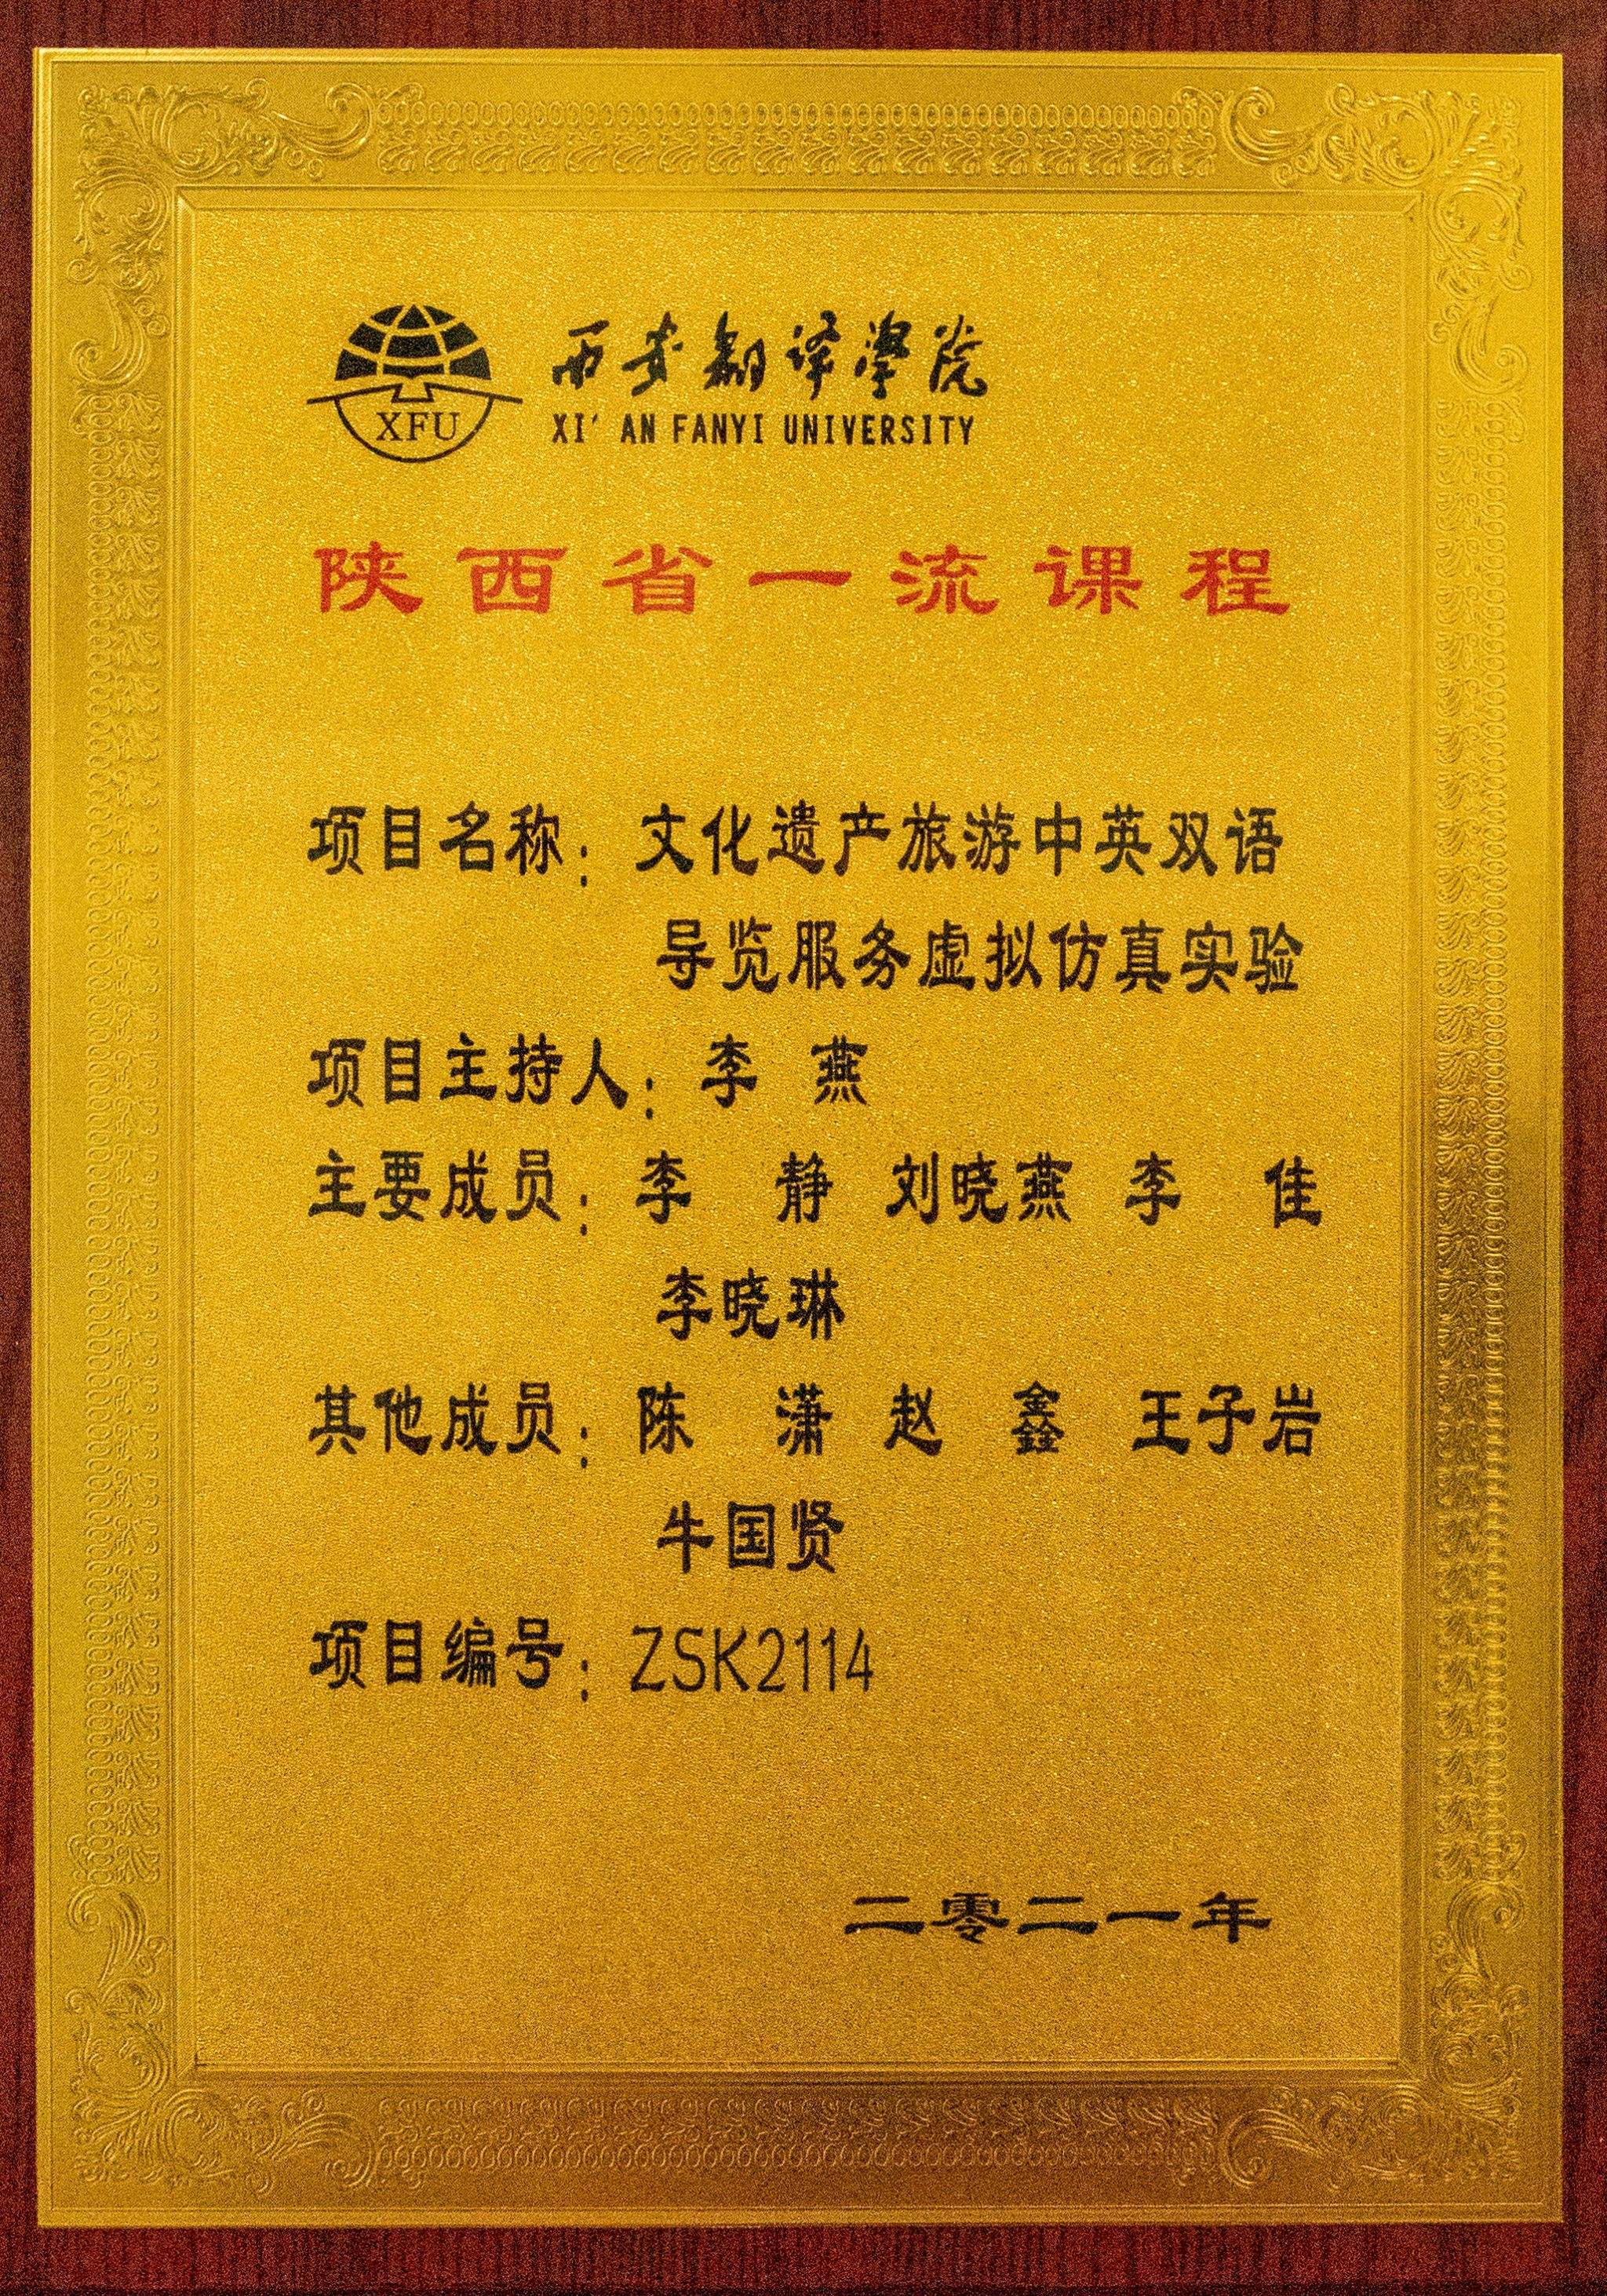 XFU
西安翻译学院
XI' AN FANYI UNIVERSITY
陕西省一流课程
项目名称：文化遗产旅游中英双语
导览服务虚拟仿真实验
项目主持人：李 燕
主要成员：李 静 刘晓燕 李 佳
李晓琳
其他成员：陈 潇 赵 鑫 王子岩
牛国贤
项目编号：ZSK2114
二零二一年